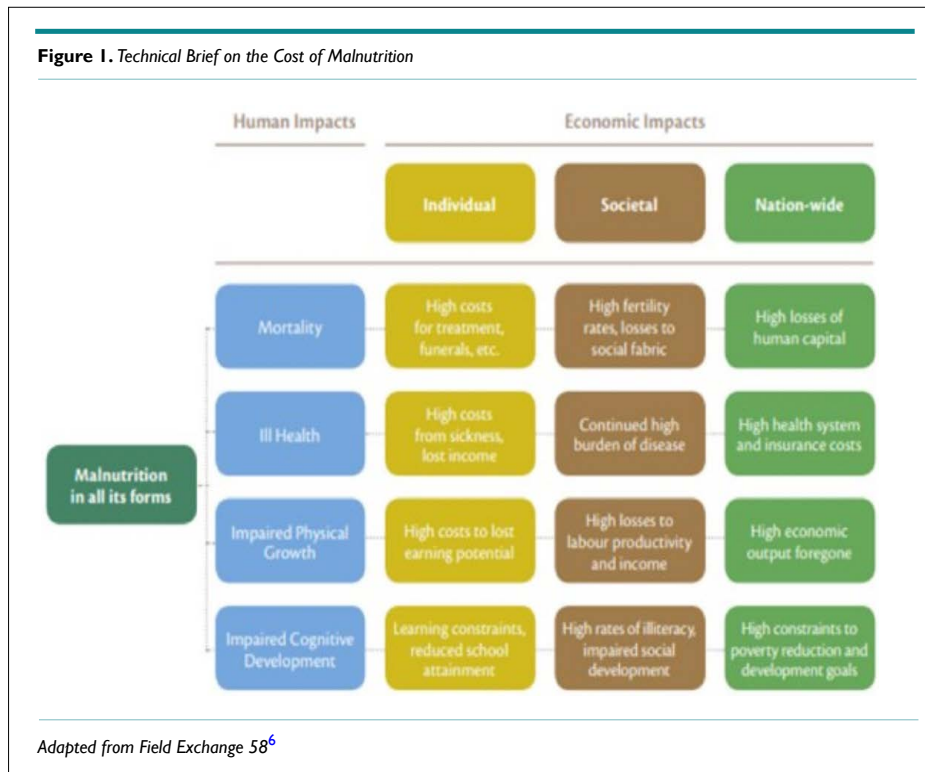 Figure 1. Technical Brief on the Cost of Malnutrition
Human Impacts
Economic Impacts
Individual
Societal
Nation-wide
Malnutrition
in all its forms
Mortality
High costs
for treatment,
funerals, etc.
High fertility
rates, losses to
social fabric
High losses of
human capital
Ill Health
High costs
from sickness,
lost income
Continued high
burden of disease
High health system
and insurance costs
Impaired Physical
Growth
High costs to lost
earning potential
High losses to
labour productivity
and income
High economic
output foregone
Impaired Cognitive
Development
Learning constraints,
reduced school
attainment
High rates of illiteracy,
impaired social
development
High constraints to
poverty reduction and
development goals
Adapted from Field Exchange 58⁶